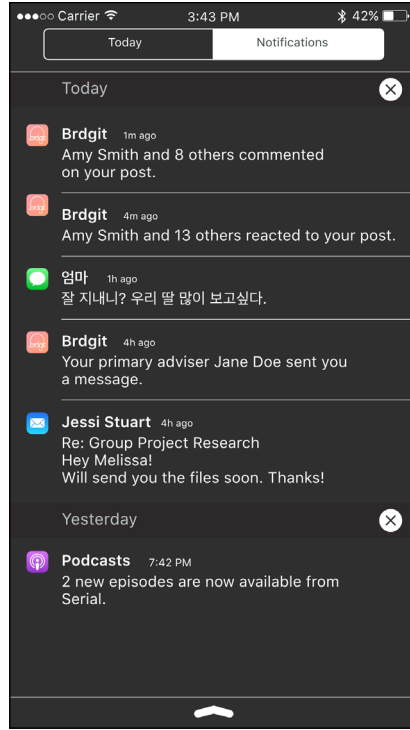 Carrier 3:43 PM 42%
Today Notifications
Today
Brdgit 1m ago
Amy Smith and 8 others commented
on your post.
Brdgit 4m ago
Amy Smith and 13 others reacted to your post.
엄마 1h ago
잘 지내니? 우리 딸 많이 보고싶다.
Brdgit 4h ago
Your primary adviser Jane Doe sent you
a message.
Jessi Stuart 4h ago
Re: Group Project Research
Hey Melissa!
Will send you the files soon. Thanks!
Yesterday
Podcasts 7:42 PM
2 new episodes are now available from
Serial.